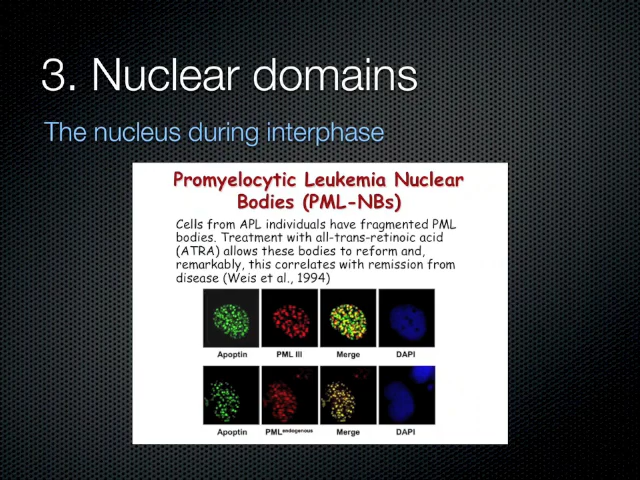 3. Nuclear domains
The nucleus during interphase
Promyelocytic Leukemia Nuclear
Bodies (PML-NBs)
Cells from APL individuals have fragmented PML
bodies. Treatment with all-trans-retinoic acid
(ATRA) allows these bodies to reform and,
remarkably, this correlates with remission from
disease (Weis et al., 1994)
Apoptin PML III Merge DAPI
Apoptin PMLendogenous Merge DAPI